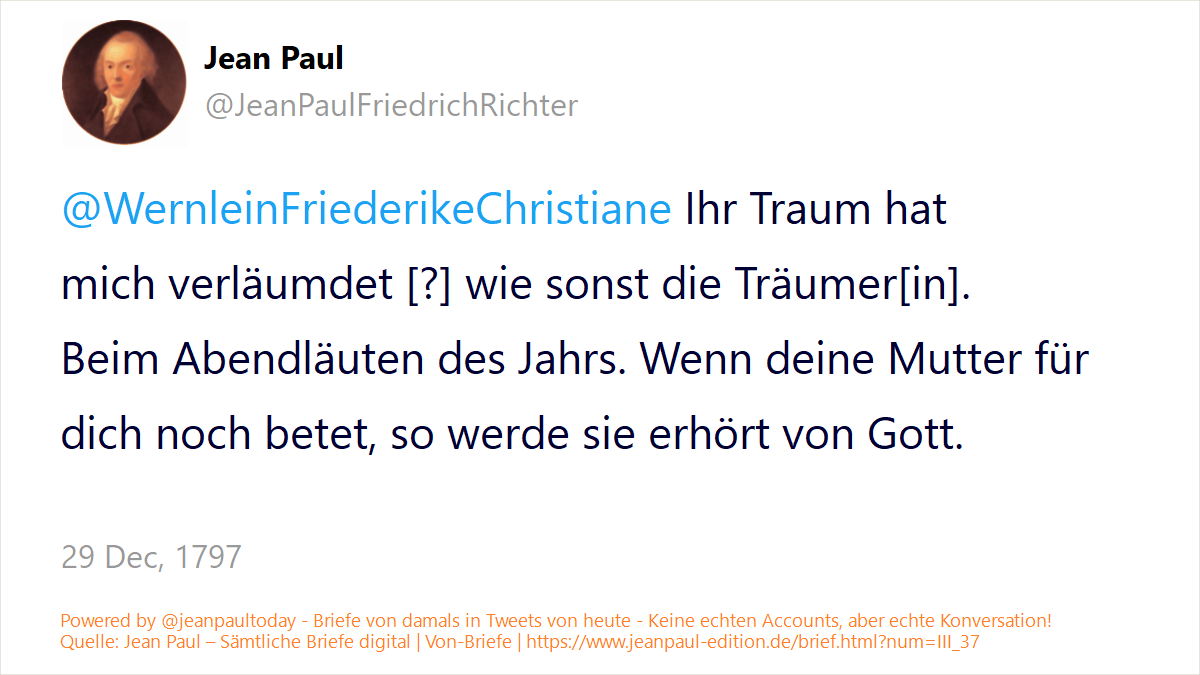 Jean Paul
@JeanPaulFriedrichRichter
@WernleinFriederikeChristiane Ihr Traum hat
mich verläumdet [?] wie sonst die Träumer[in].
Beim Abendläuten des Jahrs. Wenn deine Mutter für
dich noch betet, so werde sie erhört von Gott.
29 Dec, 1797
Powered by @jeanpaultoday - Briefe von damals in Tweets von heute - Keine echten Accounts, aber echte Konversation!
Quelle: Jean Paul – Sämtliche Briefe digital | Von-Briefe | https://www.jeanpaul-edition.de/brief.html?num=III_37